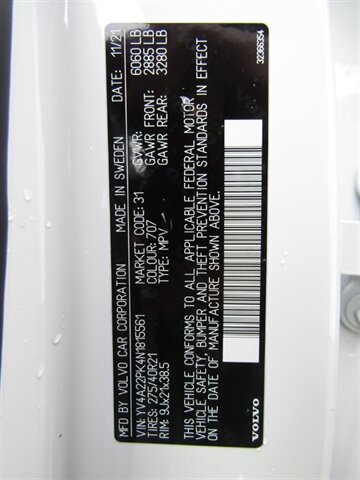 MFD BY VOLVO CAR CORPORATION MADE IN SWEDEN DATE: 11/21
VIN: YV4A22PK4N1815561 GVWR: 6060 LB
TIRES: 275/40R21 MARKET CODE: 31 GAWR FRONT: 2885 LB
RIM: 9Jx21x38.5 COLOUR: 707 GAWR REAR: 3280 LB
TYPE: MPV
THIS VEHICLE CONFORMS TO ALL APPLICABLE FEDERAL MOTOR
VEHICLE SAFETY, BUMPER AND THEFT PREVENTION STANDARDS IN EFFECT
ON THE DATE OF MANUFACTURE SHOWN ABOVE.
VOLVO 32366354